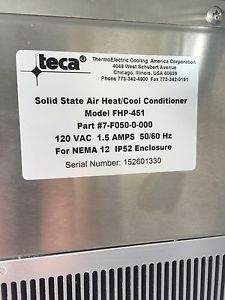 teca
ThermoElectric Cooling America Corporation
4048 West Schubert Avenue
Chicago, Illinois, USA 60639
Phone 773-342-4900 Fax 773-342-0191
Solid State Air Heat/Cool Conditioner
Model FHP-451
Part #7-F050-0-000
120 VAC 1.5 AMPS 50/60 Hz
For NEMA 12 IP52 Enclosure
Serial Number: 152601330